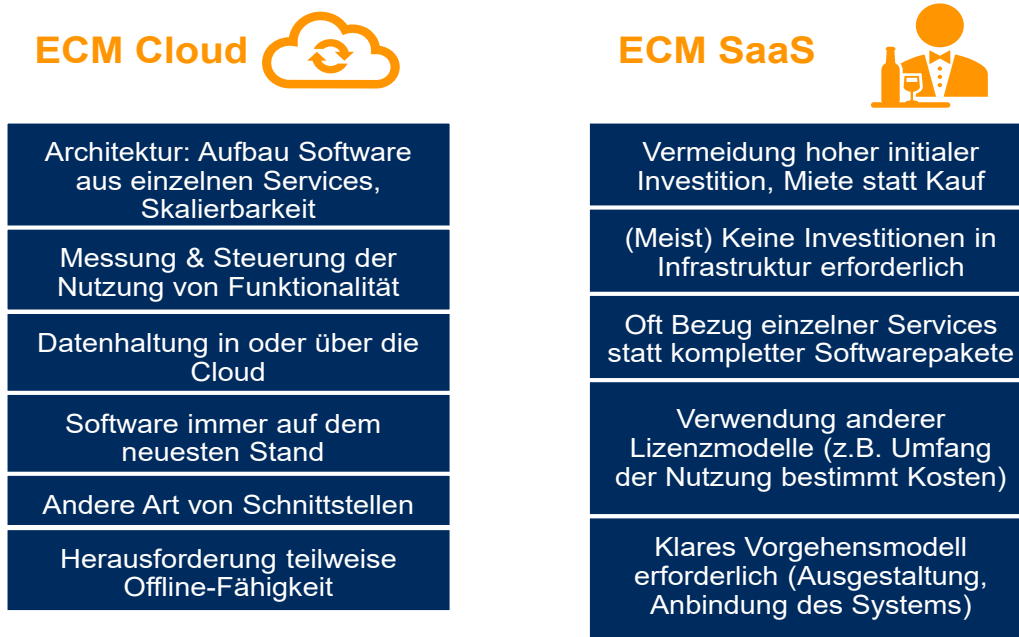 ECM Cloud
Architektur: Aufbau Software
aus einzelnen Services,
Skalierbarkeit
Messung & Steuerung der
Nutzung von Funktionalität
Datenhaltung in oder über die
Cloud
Software immer auf dem
neuesten Stand
Andere Art von Schnittstellen
Herausforderung teilweise
Offline-Fähigkeit
ECM SaaS
Vermeidung hoher initialer
Investition, Miete statt Kauf
(Meist) Keine Investitionen in
Infrastruktur erforderlich
Oft Bezug einzelner Services
statt kompletter Softwarepakete
Verwendung anderer
Lizenzmodelle (z.B. Umfang
der Nutzung bestimmt Kosten)
Klares Vorgehensmodell
erforderlich (Ausgestaltung,
Anbindung des Systems)